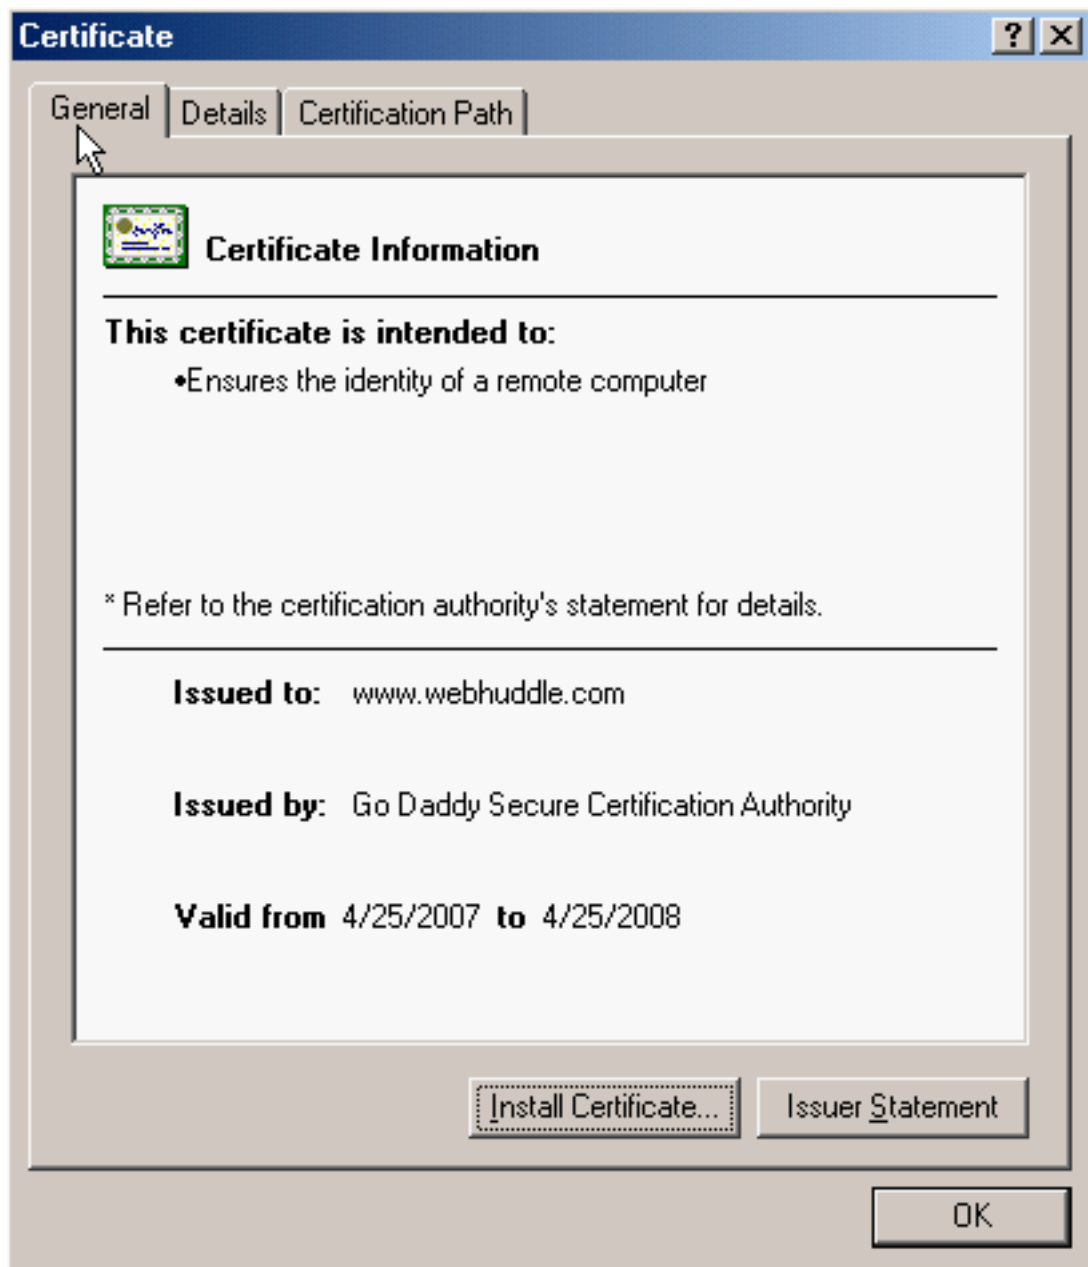 Certificate
General
Details
Certification Path
Certificate Information
This certificate is intended to:
•Ensures the identity of a remote computer
* Refer to the certification authority's statement for details.
Issued to: www.webhuddle.com
Issued by: Go Daddy Secure Certification Authority
Valid from 4/25/2007 to 4/25/2008
Install Certificate...
Issuer Statement
OK